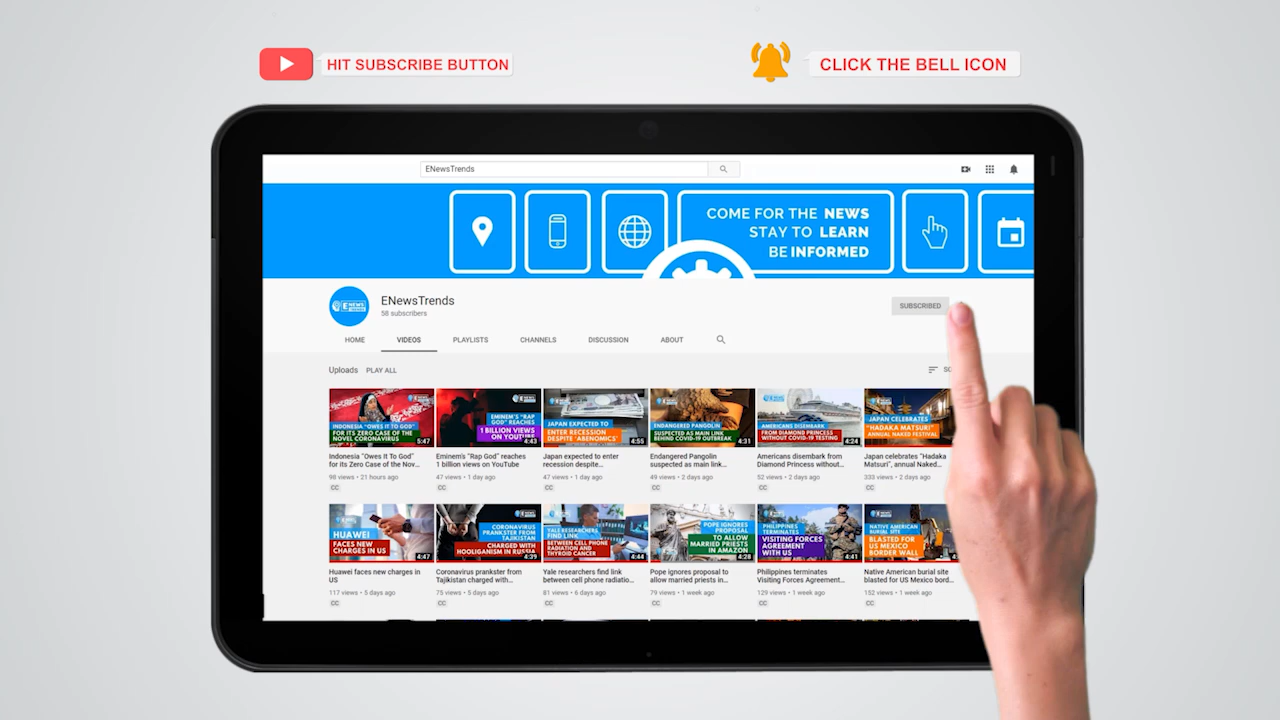 HIT SUBSCRIBE BUTTON
CLICK THE BELL ICON
ENewsTrends
COME FOR THE NEWS
STAY TO LEARN
BE INFORMED
ENewsTrends
58 subscribers
SUBSCRIBED
HOME VIDEOS PLAYLISTS CHANNELS DISCUSSION ABOUT
Uploads PLAY ALL
INDONESIA "OWES IT TO GOD"
FOR ITS ZERO CASE OF THE
NOVEL CORONAVIRUS
5:47
EMINEM'S "RAP
GOD" REACHES
1 BILLION VIEWS
ON YOUTUBE
4:43
JAPAN EXPECTED TO
ENTER RECESSION
DESPITE 'ABENOMICS'
4:55
ENDANGERED PANGOLIN
SUSPECTED AS MAIN LINK
BEHIND COVID-19 OUTBREAK
4:31
AMERICANS DISEMBARK
FROM DIAMOND PRINCESS
WITHOUT COVID-19 TESTING
4:24
JAPAN CELEBRATES
"HADAKA MATSURI"
ANNUAL NAKED FESTIVAL
Indonesia "Owes It To God"
for its Zero Case of the Nov...
98 views • 21 hours ago
CC
Eminem's "Rap God" reaches
1 billion views on YouTube
47 views • 1 day ago
CC
Japan expected to enter
recession despite...
47 views • 1 day ago
CC
Endangered Pangolin
suspected as main link...
49 views • 2 days ago
CC
Americans disembark from
Diamond Princess without...
52 views • 2 days ago
CC
Japan celebrates "Hadaka
Matsuri", annual Naked...
333 views • 2 days ago
CC
HUAWEI
FACES NEW
CHARGES IN US
4:47
CORONAVIRUS
PRANKSTER FROM
TAJIKISTAN
CHARGED WITH
HOOLIGANISM IN RUSSIA
4:39
YALE RESEARCHERS
FIND LINK
BETWEEN CELL PHONE
RADIATION AND
THYROID CANCER
4:44
POPE IGNORES
PROPOSAL
TO ALLOW
MARRIED PRIESTS
IN AMAZON
4:28
PHILIPPINES
TERMINATES
VISITING FORCES
AGREEMENT
WITH US
4:41
NATIVE AMERICAN
BURIAL SITE
BLASTED FOR
US MEXICO
BORDER WALL
Huawei faces new charges in
US
117 views • 5 days ago
CC
Coronavirus prankster from
Tajikistan charged with...
75 views • 5 days ago
CC
Yale researchers find link
between cell phone radiatio...
81 views • 6 days ago
CC
Pope ignores proposal to
allow married priests in...
79 views • 1 week ago
CC
Philippines terminates
Visiting Forces Agreement...
129 views • 1 week ago
CC
Native American burial site
blasted for US Mexico bord...
152 views • 1 week ago
CC